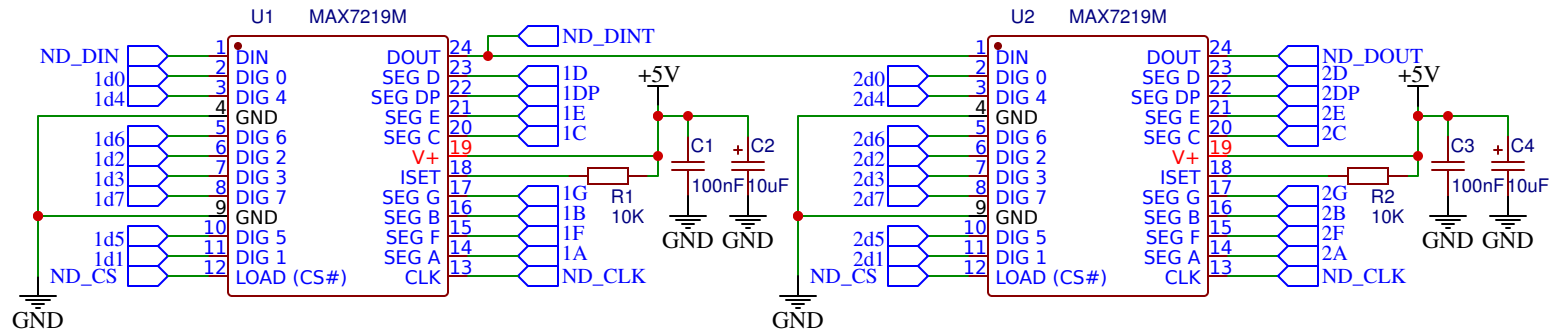 U1 MAX7219M
ND_DIN 1 DIN DOUT 24 ND_DINT
1d0 2 DIG 0 SEG D 23 1D
1d4 3 DIG 4 SEG DP 22 1DP
4 GND SEG E 21 1E
1d6 5 DIG 6 SEG C 20 1C
1d2 6 DIG 2 V+ 19
1d3 7 DIG 3 ISET 18
1d7 8 DIG 7 SEG G 17 1G
9 GND SEG B 16 1B
1d5 10 DIG 5 SEG F 15 1F
1d1 11 DIG 1 SEG A 14 1A
ND_CS 12 LOAD (CS#) CLK 13 ND_CLK
GND
+5V
C1 + C2
100nF 10uF
R1
10K
GND GND
U2 MAX7219M
1 DIN DOUT 24 ND_DOUT
2d0 2 DIG 0 SEG D 23 2D
2d4 3 DIG 4 SEG DP 22 2DP
4 GND SEG E 21 2E
2d6 5 DIG 6 SEG C 20 2C
2d2 6 DIG 2 V+ 19
2d3 7 DIG 3 ISET 18
2d7 8 DIG 7 SEG G 17 2G
9 GND SEG B 16 2B
2d5 10 DIG 5 SEG F 15 2F
2d1 11 DIG 1 SEG A 14 2A
ND_CS 12 LOAD (CS#) CLK 13 ND_CLK
GND
+5V
C3 + C4
100nF 10uF
R2
10K
GND GND